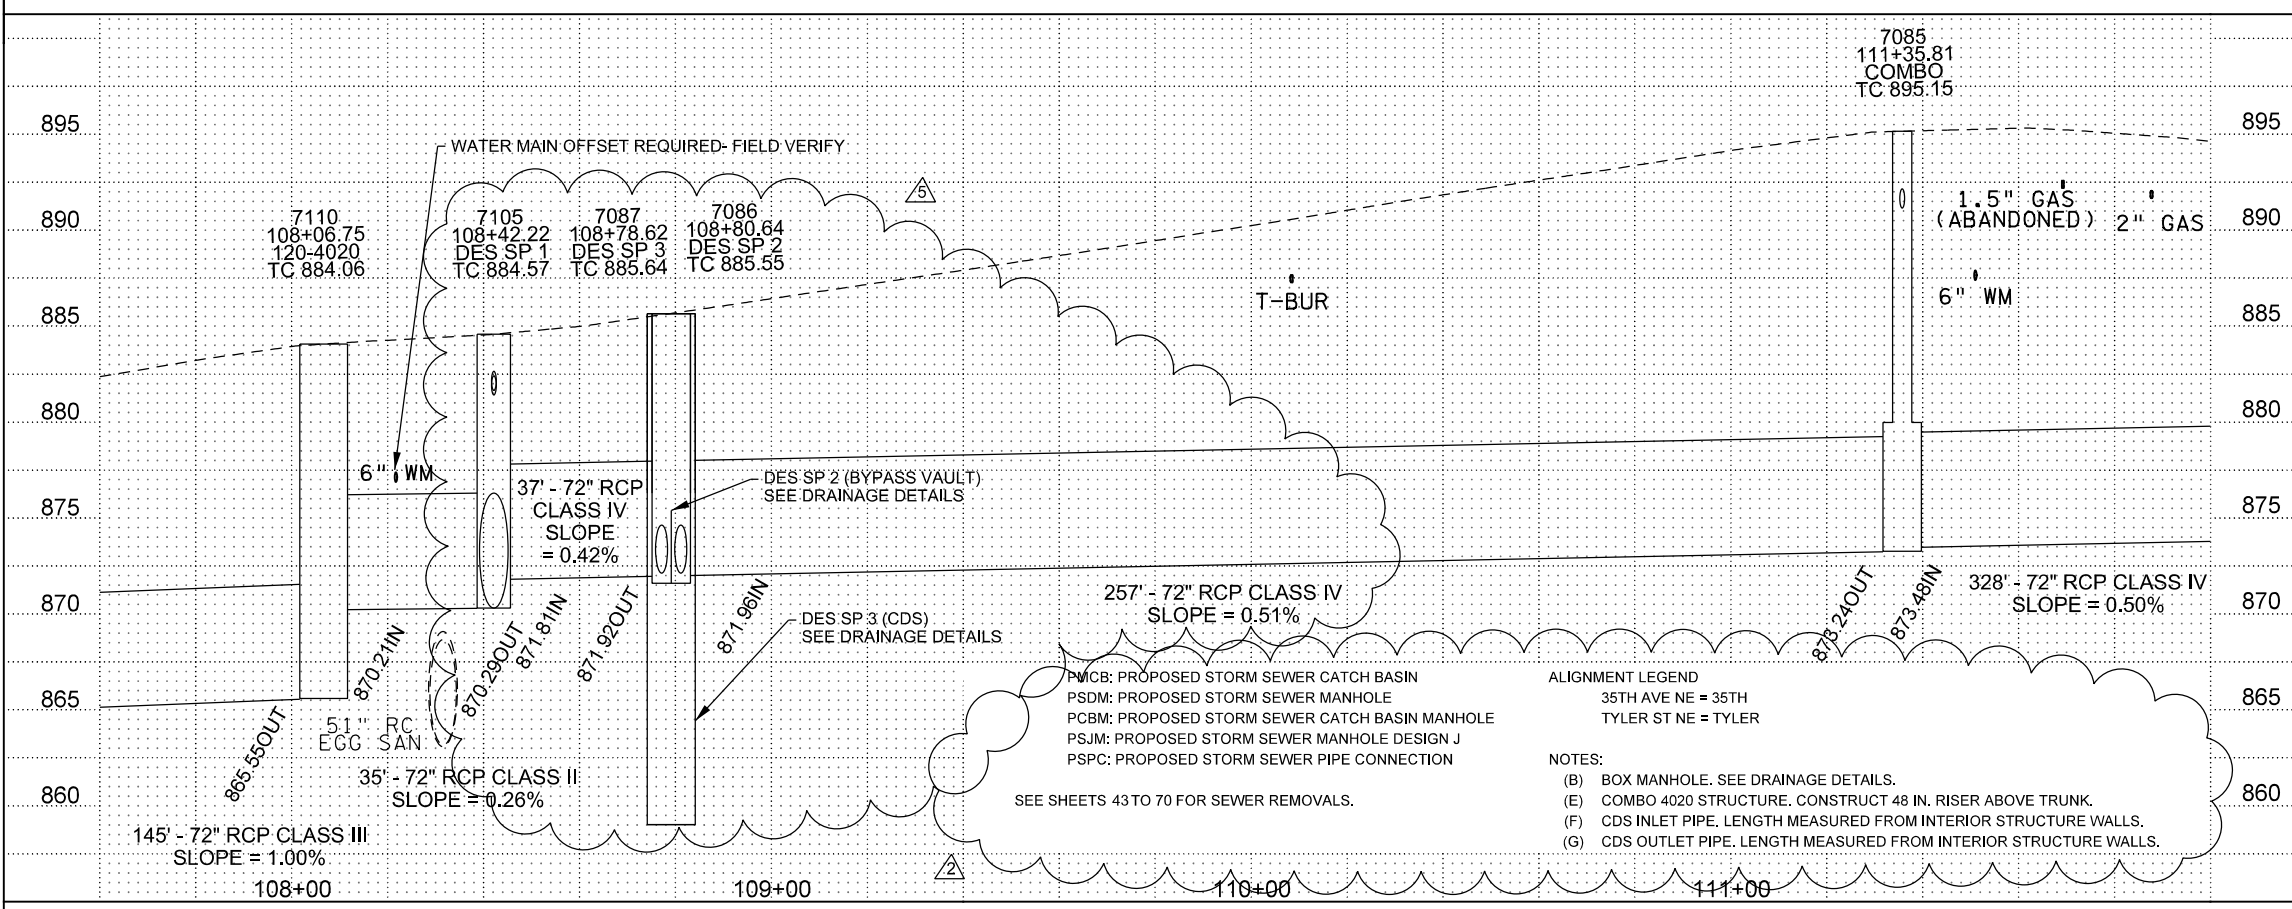 7085
111+35.81
COMBO
TC 895.15
895
895
WATER MAIN OFFSET REQUIRED- FIELD VERIFY
5
890
7110
108+06.75
120-4020
TC 884.06
7105
108+42.22
DES SP 1
TC 884.57
7087
108+78.62
DES SP 3
TC 885.64
7086
108+80.64
DES SP 2
TC 885.55
1.5" GAS
(ABANDONED)
2" GAS
890
T-BUR
6" WM
885
885
880
880
6" WM
37' - 72" RCP
CLASS IV
SLOPE
= 0.42%
DES SP 2 (BYPASS VAULT)
SEE DRAINAGE DETAILS
875
875
870
870
865.55OUT
870.21IN
870.29OUT
871.81IN
871.92OUT
871.96IN
DES SP 3 (CDS)
SEE DRAINAGE DETAILS
257' - 72" RCP CLASS IV
SLOPE = 0.51%
873.24OUT
873.48IN
328' - 72" RCP CLASS IV
SLOPE = 0.50%
865
865
51" RC
EGG SAN
35' - 72" RCP CLASS II
SLOPE = 0.26%
860
860
145' - 72" RCP CLASS III
SLOPE = 1.00%
PMCB: PROPOSED STORM SEWER CATCH BASIN
PSDM: PROPOSED STORM SEWER MANHOLE
PCBM: PROPOSED STORM SEWER CATCH BASIN MANHOLE
PSJM: PROPOSED STORM SEWER MANHOLE DESIGN J
PSPC: PROPOSED STORM SEWER PIPE CONNECTION
SEE SHEETS 43 TO 70 FOR SEWER REMOVALS.
ALIGNMENT LEGEND
35TH AVE NE = 35TH
TYLER ST NE = TYLER
NOTES:
(B) BOX MANHOLE. SEE DRAINAGE DETAILS.
(E) COMBO 4020 STRUCTURE. CONSTRUCT 48 IN. RISER ABOVE TRUNK.
(F) CDS INLET PIPE. LENGTH MEASURED FROM INTERIOR STRUCTURE WALLS.
(G) CDS OUTLET PIPE. LENGTH MEASURED FROM INTERIOR STRUCTURE WALLS.
2
108+00
109+00
110+00
111+00